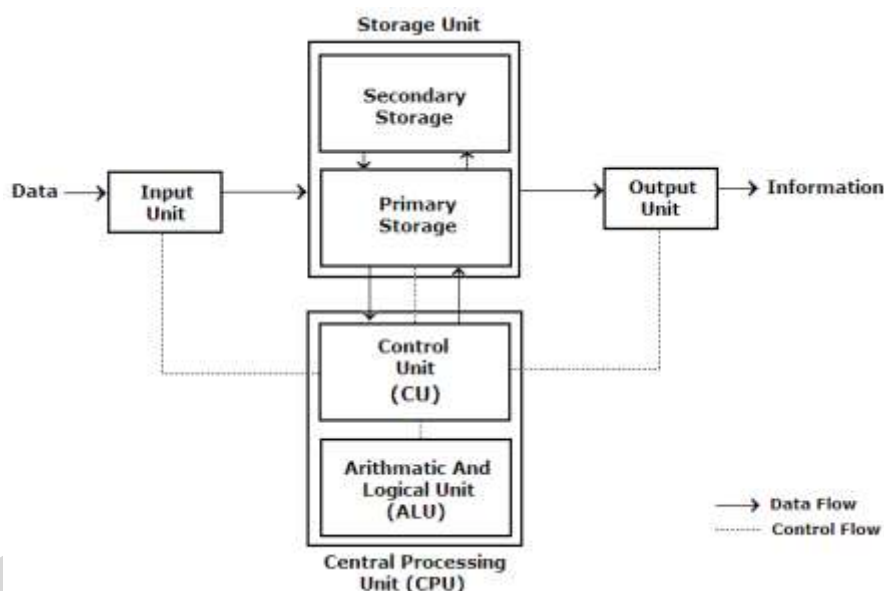 Storage Unit
Secondary
Storage
Data
Input
Unit
Primary
Storage
Output
Unit
Information
Control
Unit
(CU)
Arithmatic And
Logical Unit
(ALU)
Data Flow
Control Flow
Central Processing
Unit (CPU)